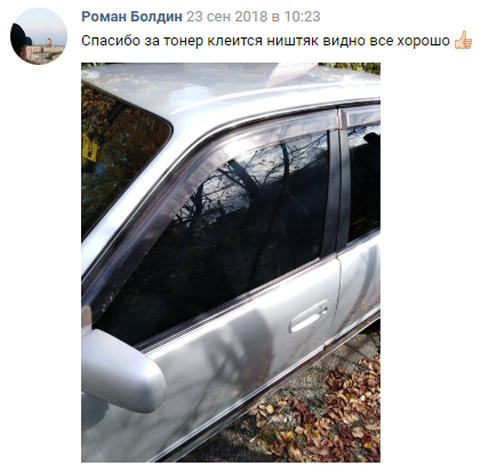 Роман Болдин 23 сен 2018 в 10:23
Спасибо за тонер клеится ништяк видно все хорошо 👍